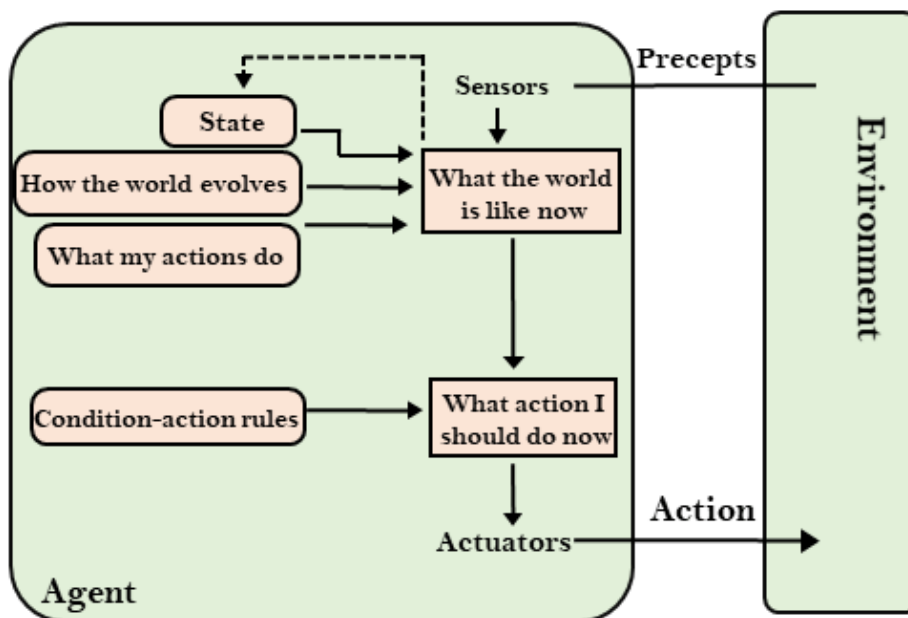 Precepts
Sensors
State
How the world evolves
What the world
is like now
What my actions do
Environment
Condition-action rules
What action I
should do now
Action
Actuators
Agent